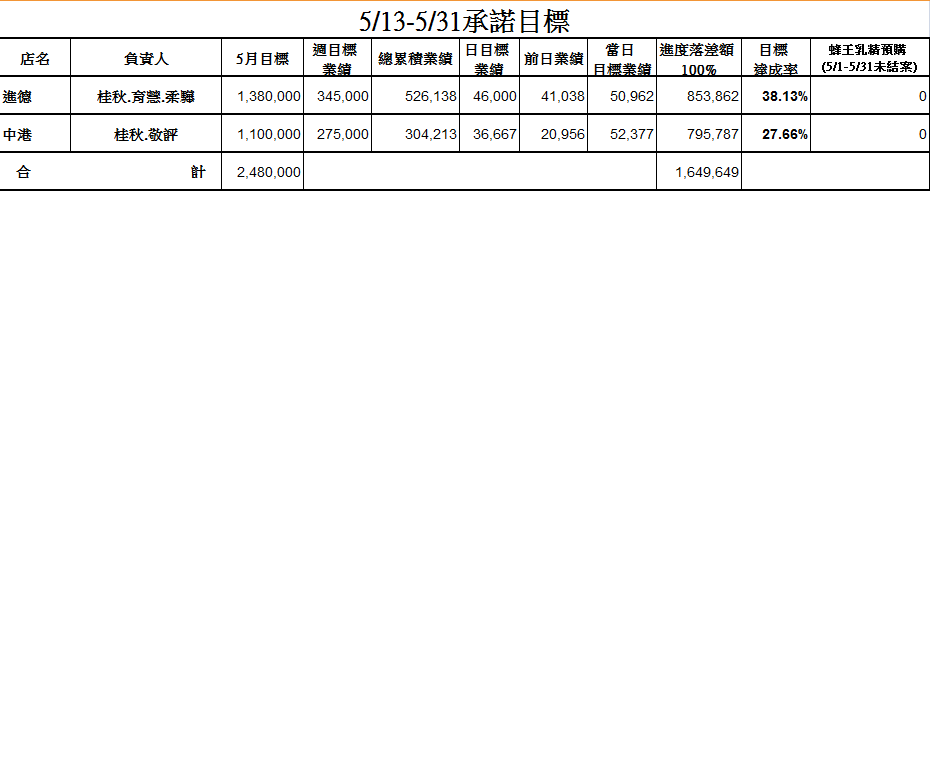 5/13-5/31承諾目標
店名 負責人 5月目標 週目標 總累積業績 日目標 前日業績 當日 進度落差額 目標 蜂王乳精預購
業績 業績 目標業績 100% 達成率 (5/1-5/31未結案)
進德 桂秋.育慧.柔驊 1,380,000 345,000 526,138 46,000 41,038 50,962 853,862 38.13% 0
中港 桂秋.敬評 1,100,000 275,000 304,213 36,667 20,956 52,377 795,787 27.66% 0
合 計 2,480,000 1,649,649